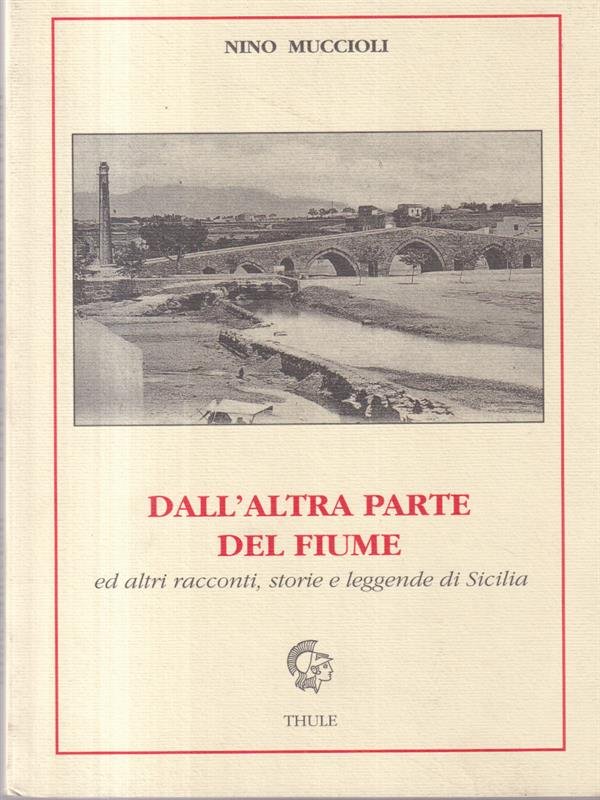 NINO MUCCIOLI
DALL'ALTRA PARTE
DEL FIUME
ed altri racconti, storie e leggende di Sicilia
THULE